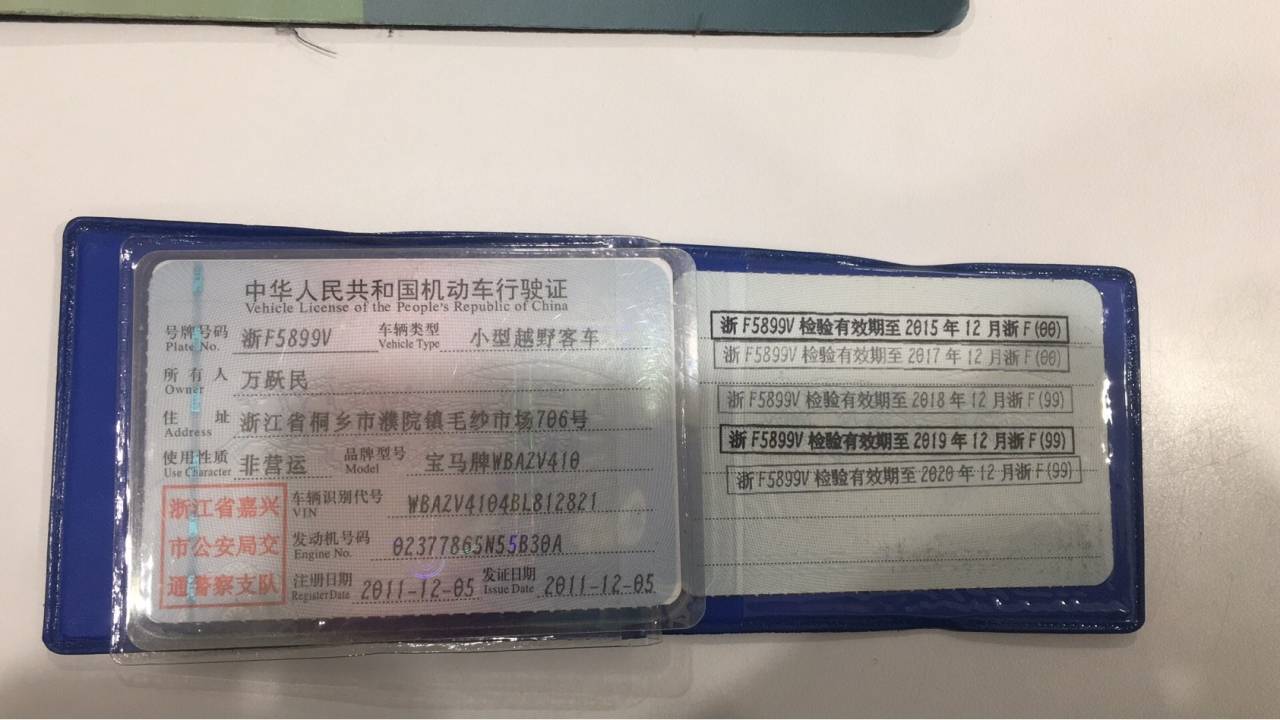 中华人民共和国机动车行驶证
Vehicle License of the People's Republic of China
号牌号码 浙F5899V 车辆类型 小型越野客车
Plate No. Vehicle Type
所有人 万跃民
Owner
住址 浙江省桐乡市濮院镇毛纱市场706号
Address
使用性质 非营运 品牌型号 宝马牌WBAZV410
Use Character Model
浙江省嘉兴
市公安局交
通警察支队
车辆识别代号 WBAZV4104BL812821
VIN
发动机号码 02377865N55B30A
Engine No.
注册日期 2011-12-05 发证日期 2011-12-05
Register Date Issue Date
浙F5899V 检验有效期至 2015 年 12 月浙 F(00)
浙F5899V 检验有效期至 2017 年 12 月浙 F(00)
浙F5899V 检验有效期至 2018 年 12 月浙 F(99)
浙F5899V 检验有效期至 2019 年 12 月浙 F(99)
浙F5899V 检验有效期至 2020 年 12 月浙 F(99)